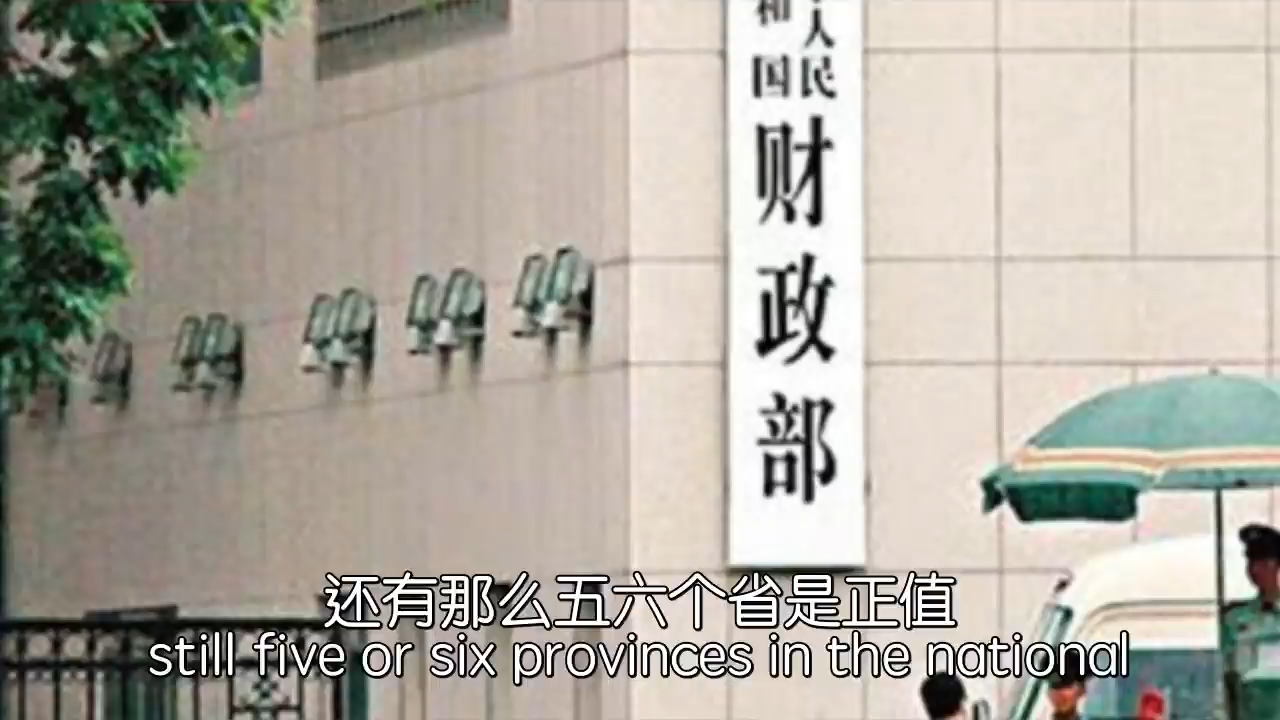 和国
人民
财政部
还有那么五六个省是正值
still five or six provinces in the national